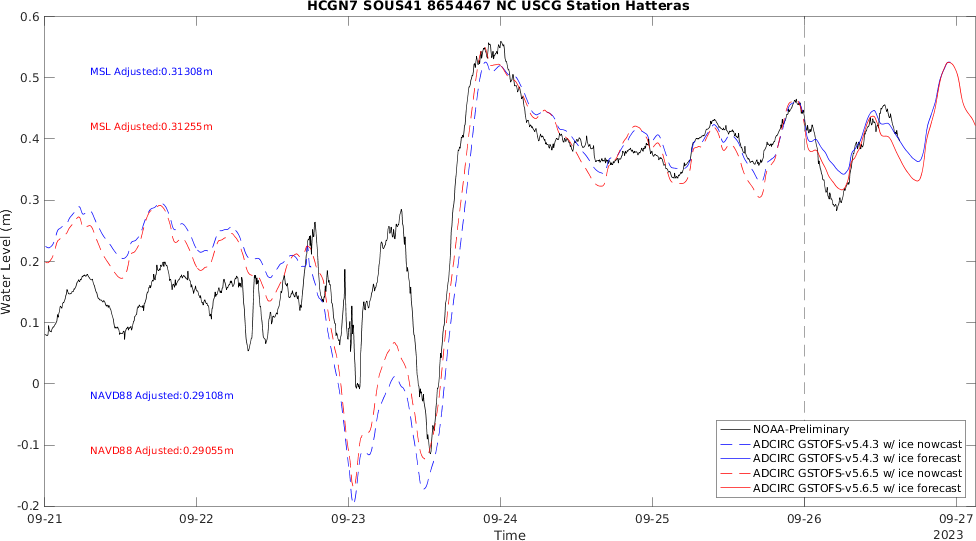 HCGN7 SOUS41 8654467 NC USCG Station Hatteras
0.6
0.5
0.4
0.3
0.2
0.1
0
-0.1
-0.2
Water Level (m)
MSL Adjusted:0.31308m
MSL Adjusted:0.31255m
NAVD88 Adjusted:0.29108m
NAVD88 Adjusted:0.29055m
NOAA-Preliminary
ADCIRC GSTOFS-v5.4.3 w/ ice nowcast
ADCIRC GSTOFS-v5.4.3 w/ ice forecast
ADCIRC GSTOFS-v5.6.5 w/ ice nowcast
ADCIRC GSTOFS-v5.6.5 w/ ice forecast
09-21 09-22 09-23 09-24 09-25 09-26 09-27
Time
2023